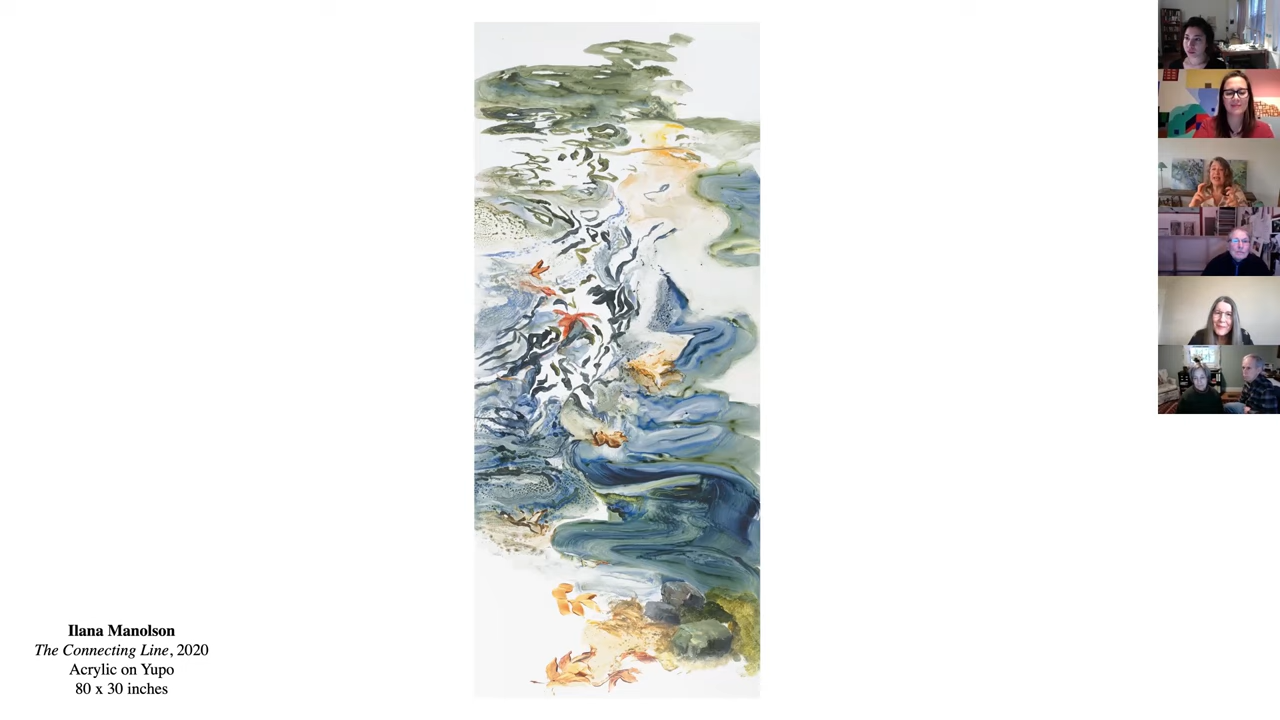 Ilana Manolson
The Connecting Line, 2020
Acrylic on Yupo
80 x 30 inches